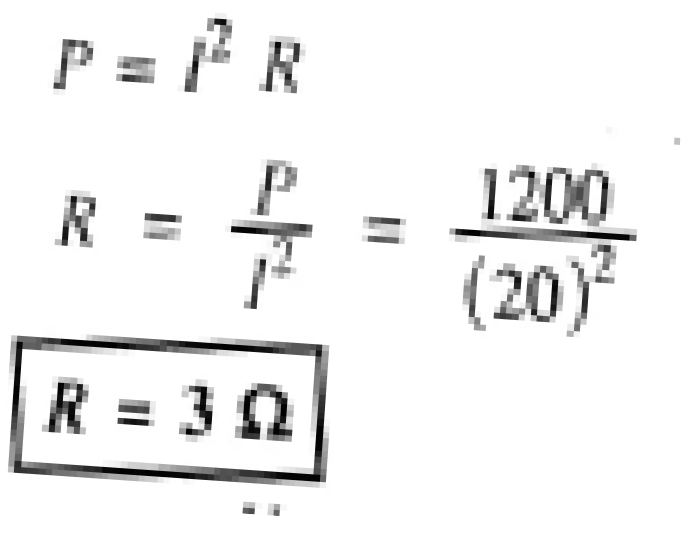 P = I² R
R = P/I² = 1200/(20)²
R = 3 Ω